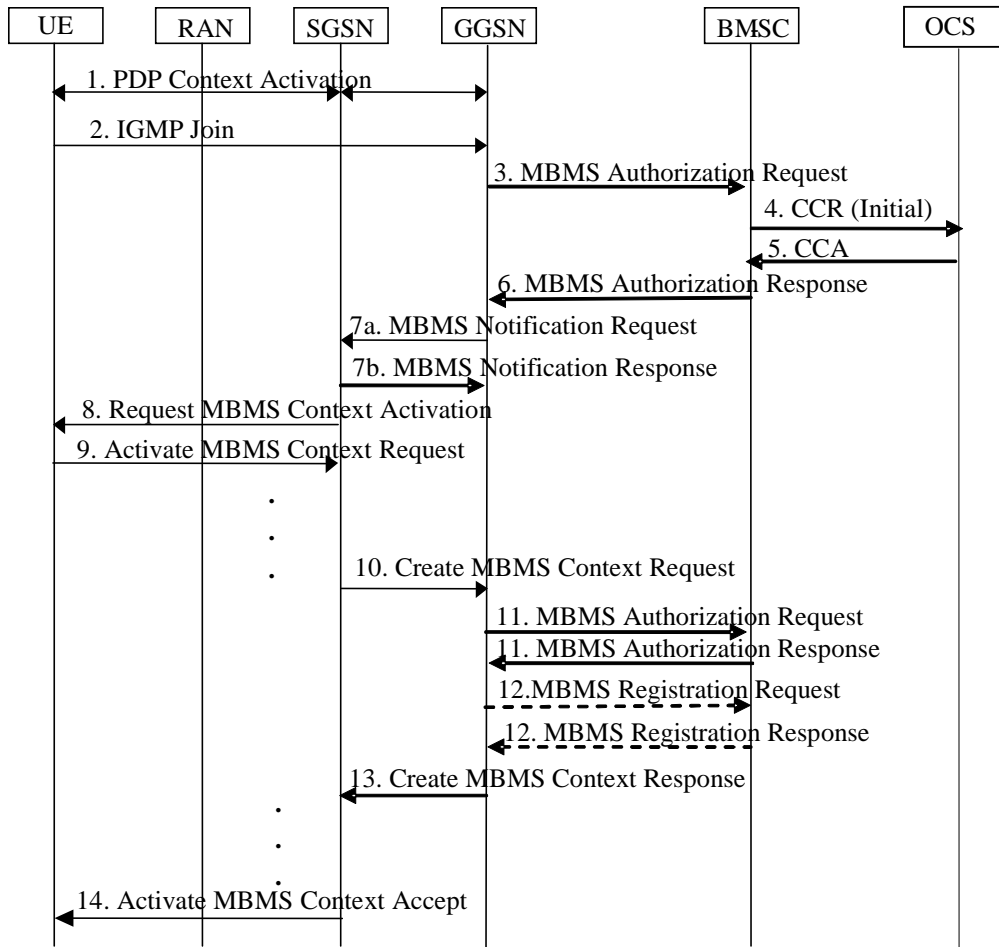 UE RAN SGSN GGSN BMSC OCS
1. PDP Context Activation
2. IGMP Join
3. MBMS Authorization Request
4. CCR (Initial)
5. CCA
6. MBMS Authorization Response
7a. MBMS Notification Request
7b. MBMS Notification Response
8. Request MBMS Context Activation
9. Activate MBMS Context Request
.
.
.
10. Create MBMS Context Request
11. MBMS Authorization Request
11. MBMS Authorization Response
12.MBMS Registration Request
12. MBMS Registration Response
13. Create MBMS Context Response
.
.
.
14. Activate MBMS Context Accept